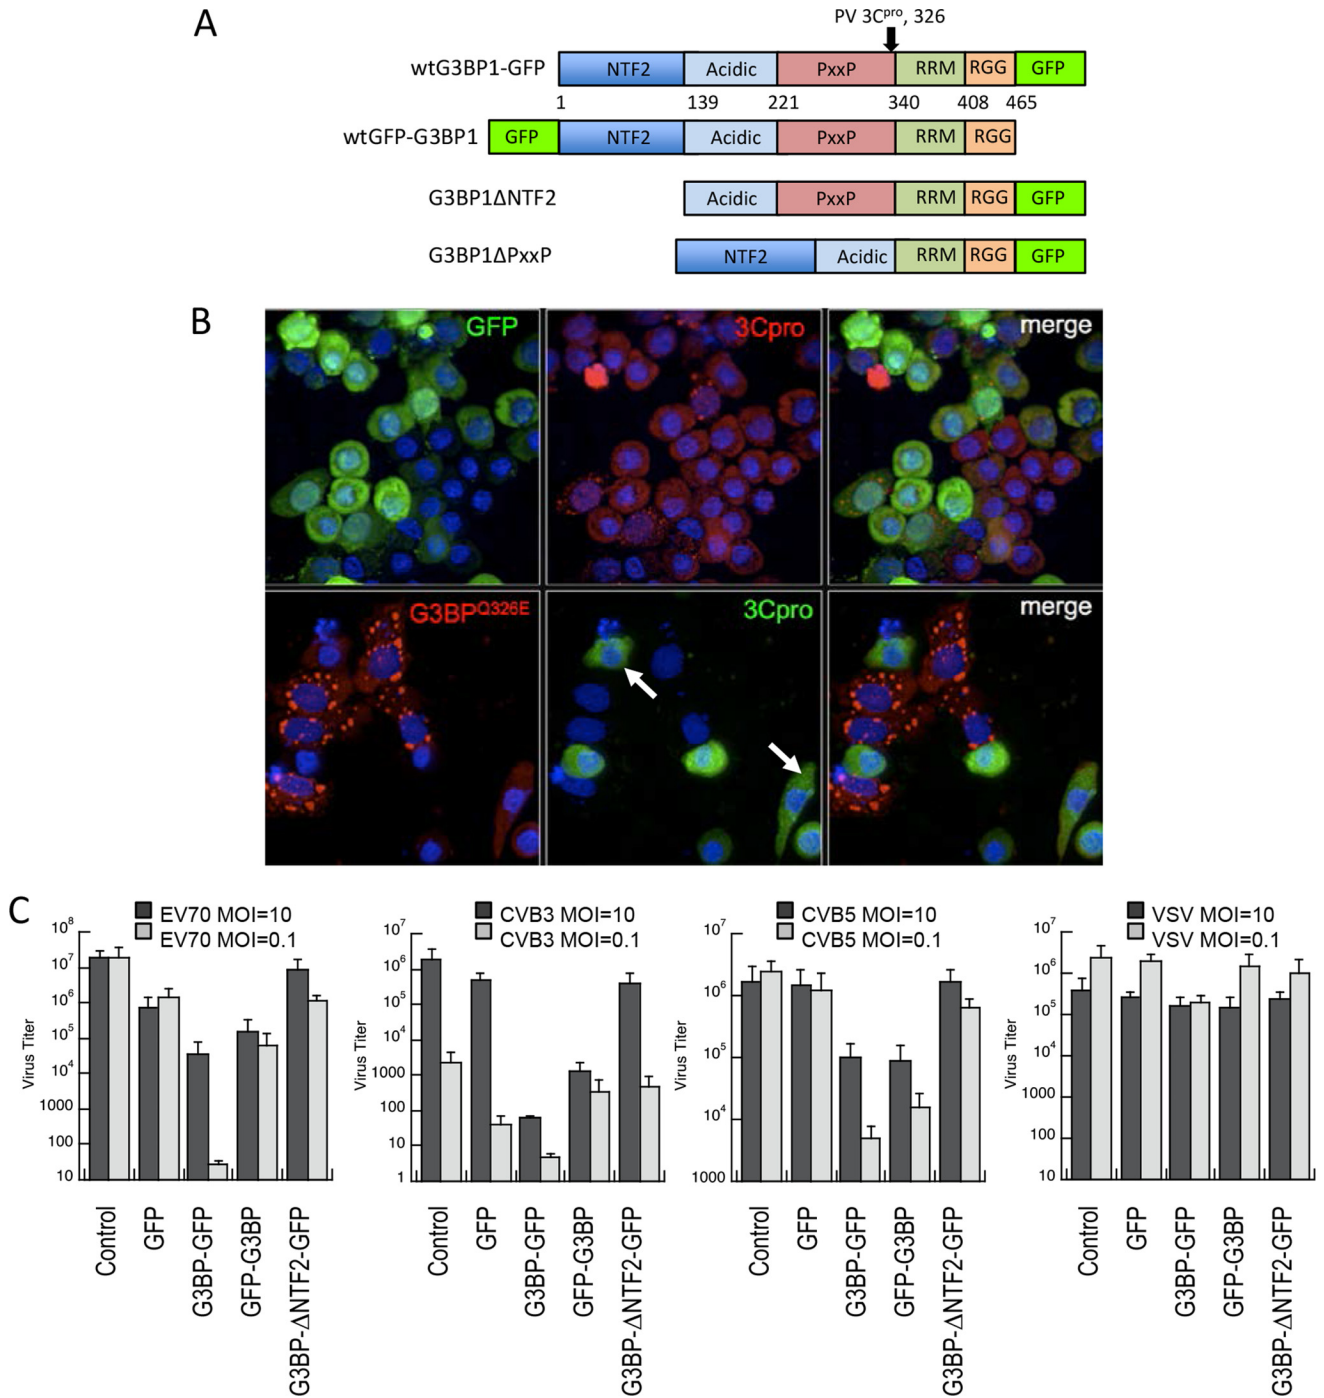 A
PV 3Cᵖʳᵒ, 326
wtG3BP1-GFP NTF2 Acidic PxxP RRM RGG GFP
1 139 221 340 408 465
wtGFP-G3BP1 GFP NTF2 Acidic PxxP RRM RGG
G3BP1ΔNTF2 Acidic PxxP RRM RGG GFP
G3BP1ΔPxxP NTF2 Acidic RRM RGG GFP
B
GFP 3Cpro merge
G3BP^Q326E 3Cpro merge
C
EV70 MOI=10
EV70 MOI=0.1
Virus Titer
10⁸
10⁷
10⁶
10⁵
10⁴
1000
100
10
Control
GFP
G3BP-GFP
GFP-G3BP
G3BP-ΔNTF2-GFP
CVB3 MOI=10
CVB3 MOI=0.1
Virus Titer
10⁷
10⁶
10⁵
10⁴
1000
100
10
1
Control
GFP
G3BP-GFP
GFP-G3BP
G3BP-ΔNTF2-GFP
CVB5 MOI=10
CVB5 MOI=0.1
Virus Titer
10⁷
10⁶
10⁵
10⁴
1000
Control
GFP
G3BP-GFP
GFP-G3BP
G3BP-ΔNTF2-GFP
VSV MOI=10
VSV MOI=0.1
Virus Titer
10⁷
10⁶
10⁵
10⁴
1000
100
10
Control
GFP
G3BP-GFP
GFP-G3BP
G3BP-ΔNTF2-GFP